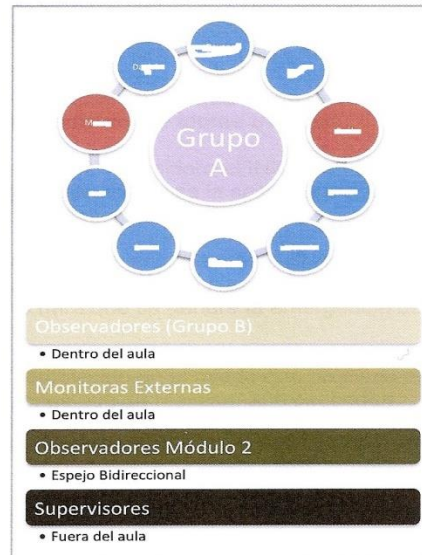 Grupo
A
Observadores (Grupo B)
• Dentro del aula
Monitoras Externas
• Dentro del aula
Observadores Módulo 2
• Espejo Bidireccional
Supervisores
• Fuera del aula